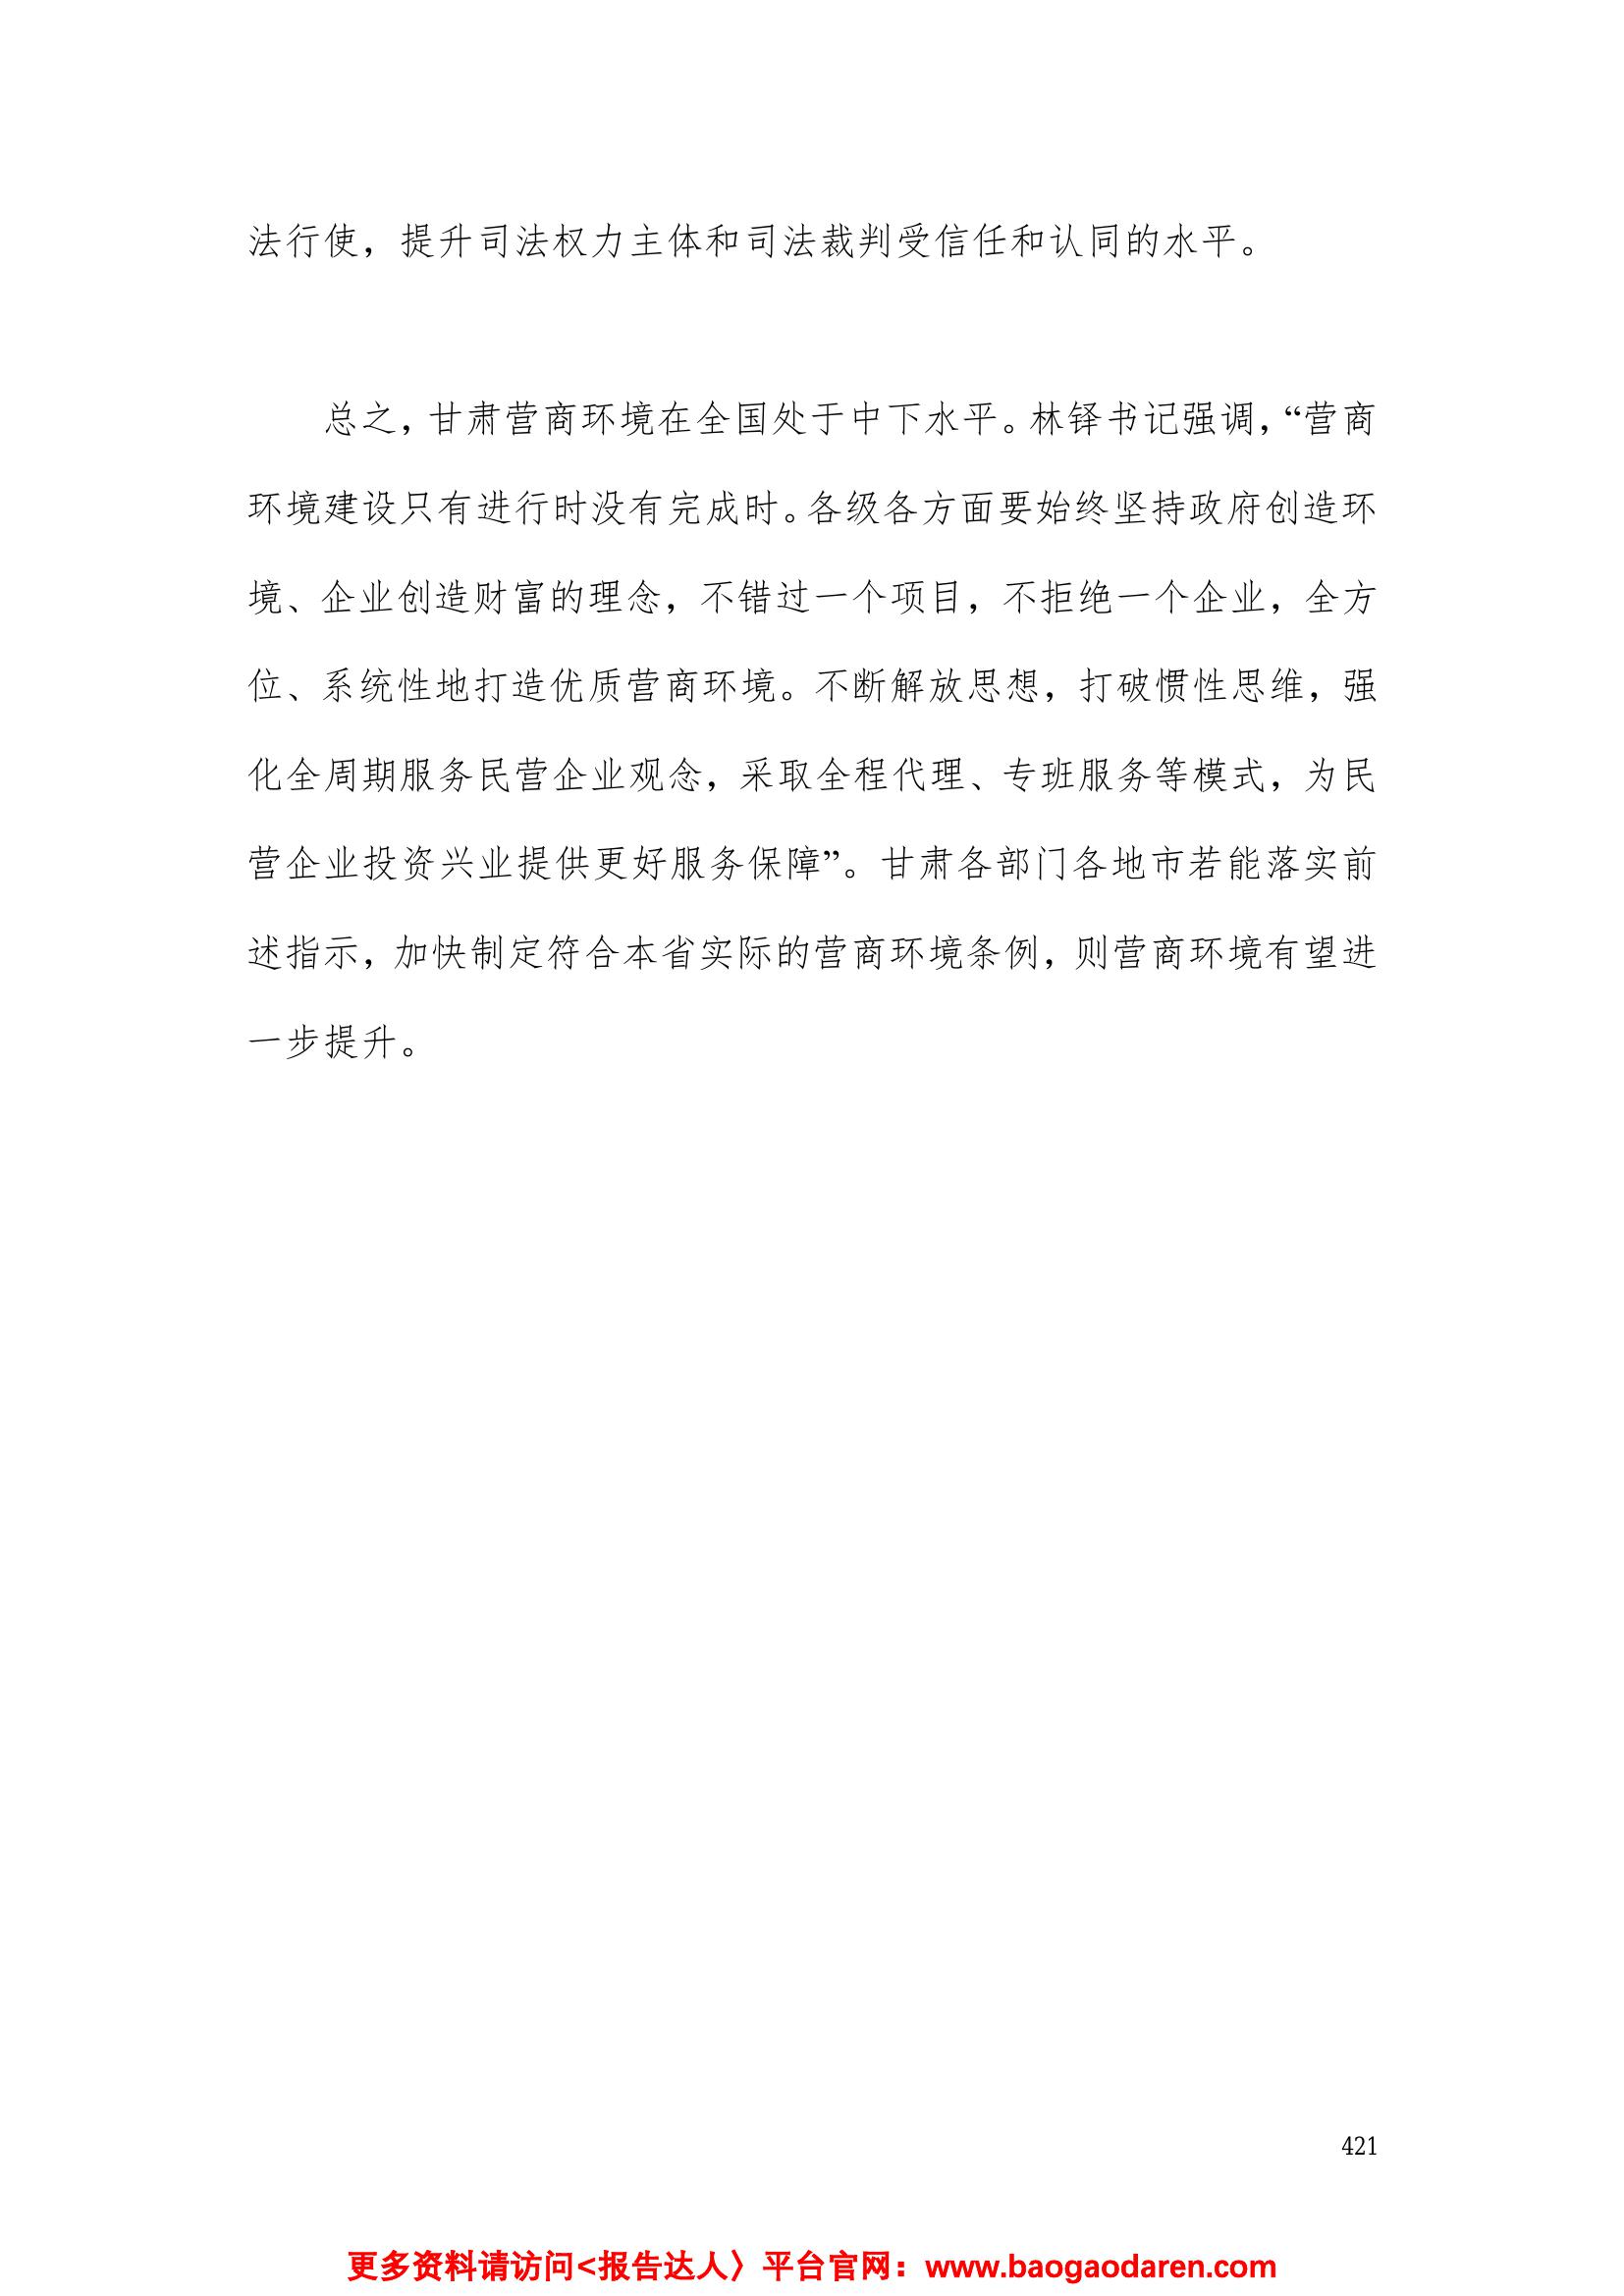 法行使，提升司法权力主体和司法裁判受信任和认同的水平。
总之，甘肃营商环境在全国处于中下水平。林铎书记强调，“营商
环境建设只有进行时没有完成时。各级各方面要始终坚持政府创造环
境、企业创造财富的理念，不错过一个项目，不拒绝一个企业，全方
位、系统性地打造优质营商环境。不断解放思想，打破惯性思维，强
化全周期服务民营企业观念，采取全程代理、专班服务等模式，为民
营企业投资兴业提供更好服务保障”。甘肃各部门各地市若能落实前
述指示，加快制定符合本省实际的营商环境条例，则营商环境有望进
一步提升。
421
更多资料请访问<报告达人〉平台官网：www.baogaodaren.com